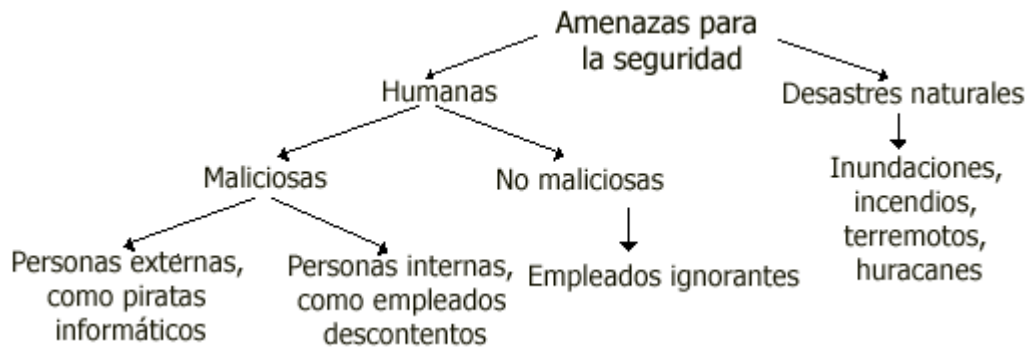 Amenazas para
la seguridad
Humanas
Desastres naturales
Maliciosas
No maliciosas
Inundaciones,
incendios,
terremotos,
huracanes
Personas externas,
como piratas
informáticos
Personas internas,
como empleados
descontentos
Empleados ignorantes